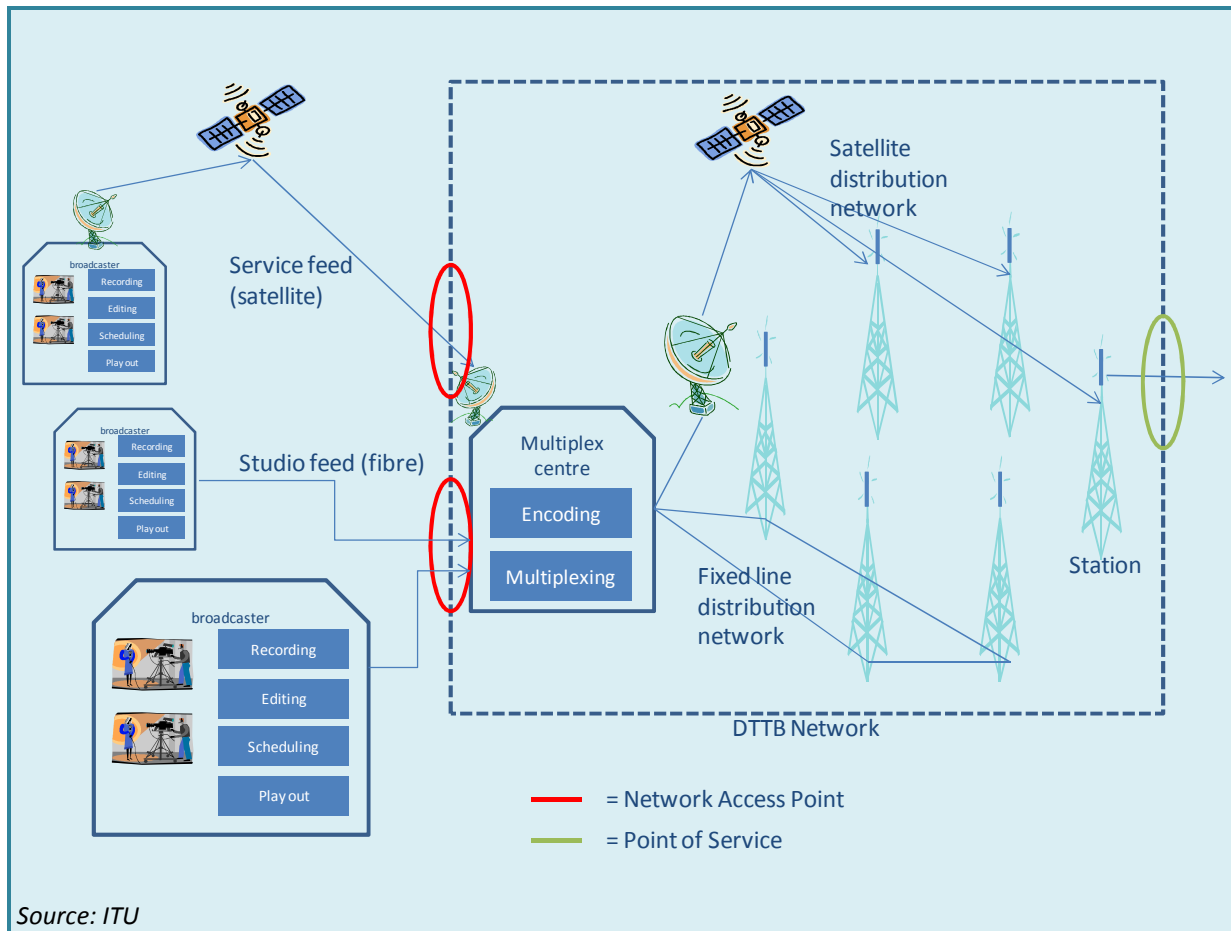 broadcaster
Recording
Editing
Scheduling
Play out
Service feed
(satellite)
Satellite
distribution
network
broadcaster
Recording
Editing
Scheduling
Play out
Studio feed (fibre)
Multiplex
centre
Encoding
Multiplexing
Fixed line
distribution
network
Station
broadcaster
Recording
Editing
Scheduling
Play out
DTTB Network
= Network Access Point
= Point of Service
Source: ITU